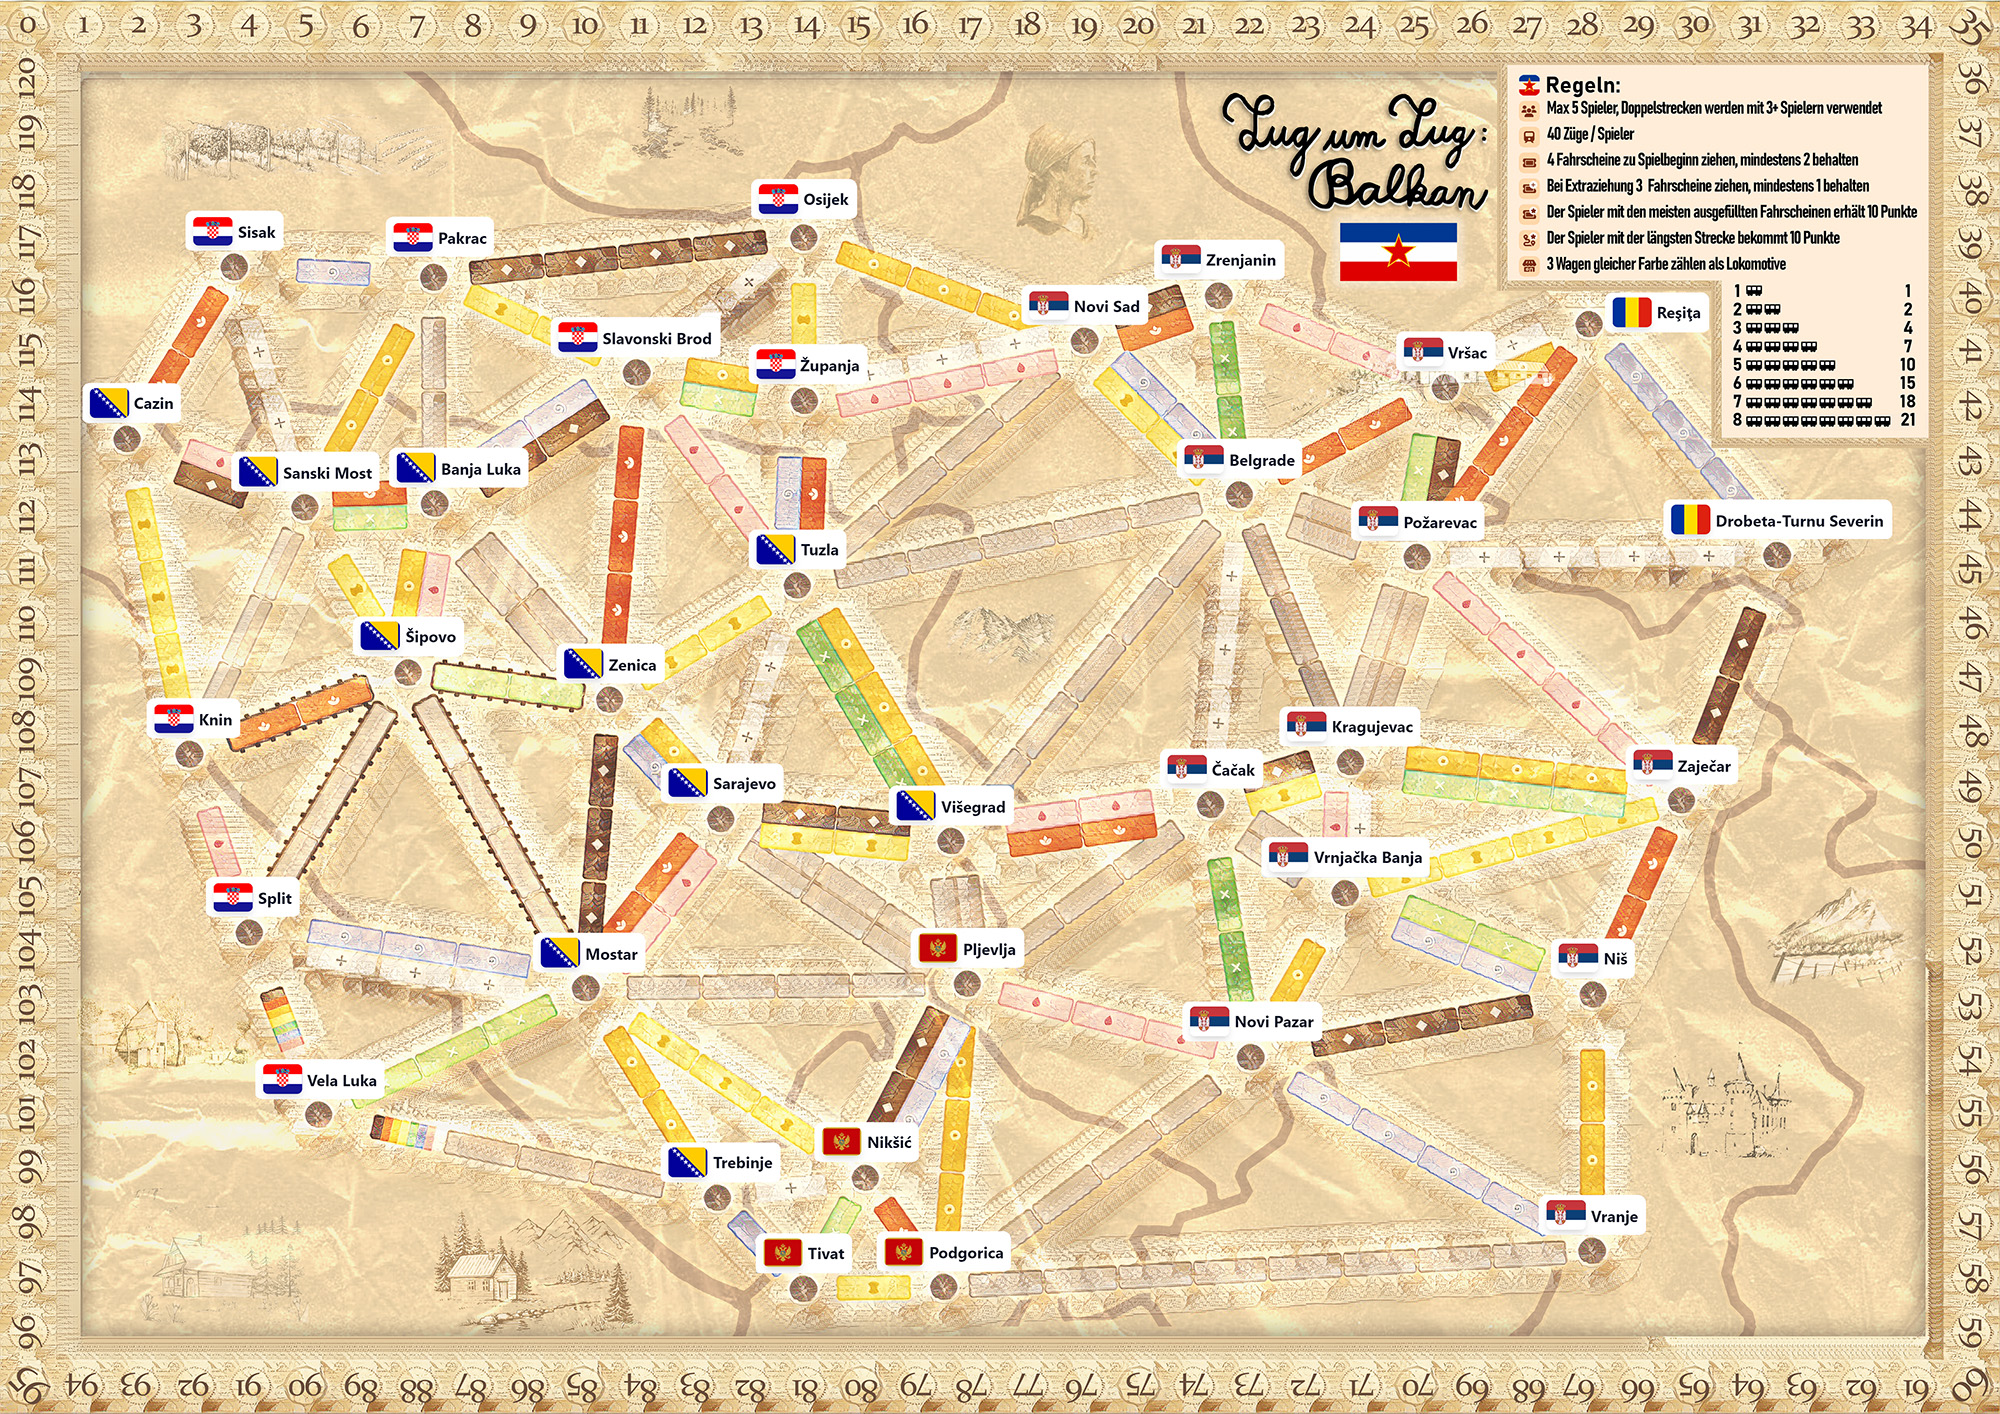 0 1 2 3 4 5 6 7 8 9 10 11 12 13 14 15 16 17 18 19 20 21 22 23 24 25 26 27 28 29 30 31 32 33 34 35
Zug um Zug:
Balkan
Regeln:
Max 5 Spieler, Doppelstrecken werden mit 3+ Spielern verwendet
40 Züge / Spieler
4 Fahrscheine zu Spielbeginn ziehen, mindestens 2 behalten
Bei Extraziehung 3 Fahrscheine ziehen, mindestens 1 behalten
Der Spieler mit den meisten ausgefüllten Fahrscheinen erhält 10 Punkte
Der Spieler mit der längsten Strecke bekommt 10 Punkte
3 Wagen gleicher Farbe zählen als Lokomotive
1 1
2 2
3 4
4 7
5 10
6 15
7 18
8 21
Osijek
Sisak
Pakrac
Zrenjanin
Novi Sad
Reşiţa
Slavonski Brod
Vršac
Županja
Cazin
Belgrade
Banja Luka
Sanski Most
Požarevac
Drobeta-Turnu Severin
Tuzla
Šipovo
Zenica
Knin
Kragujevac
Zaječar
Čačak
Sarajevo
Višegrad
Vrnjačka Banja
Split
Pljevlja
Mostar
Niš
Novi Pazar
Vela Luka
Nikšić
Trebinje
Vranje
Tivat
Podgorica
36 37 38 39 40 41 42 43 44 45 46 47 48 49 50 51 52 53 54 55 56 57 58 59 60
61 62 63 64 65 66 67 68 69 70 71 72 73 74 75 76 77 78 79 80 81 82 83 84 85 86 87 88 89 90 91 92 93 94 95
96 97 98 99 100 101 102 103 104 105 106 107 108 109 110 111 112 113 114 115 116 117 118 119 120